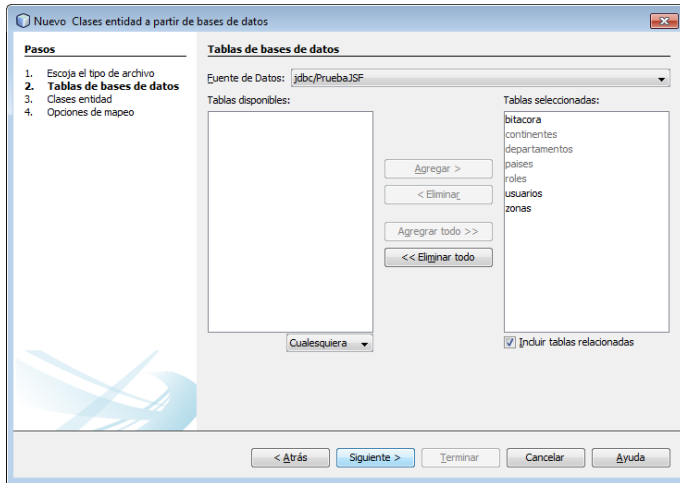 Nuevo Clases entidad a partir de bases de datos
Pasos
1. Escoja el tipo de archivo
2. Tablas de bases de datos
3. Clases entidad
4. Opciones de mapeo
Tablas de bases de datos
Fuente de Datos: jdbc/PruebaJSF
Tablas disponibles:
Cualesquiera
Agregar >
< Eliminar
Agregrar todo >>
<< Eliminar todo
Tablas seleccionadas:
bitacora
continentes
departamentos
paises
roles
usuarios
zonas
Incluir tablas relacionadas
< Atrás Siguiente > Terminar Cancelar Ayuda